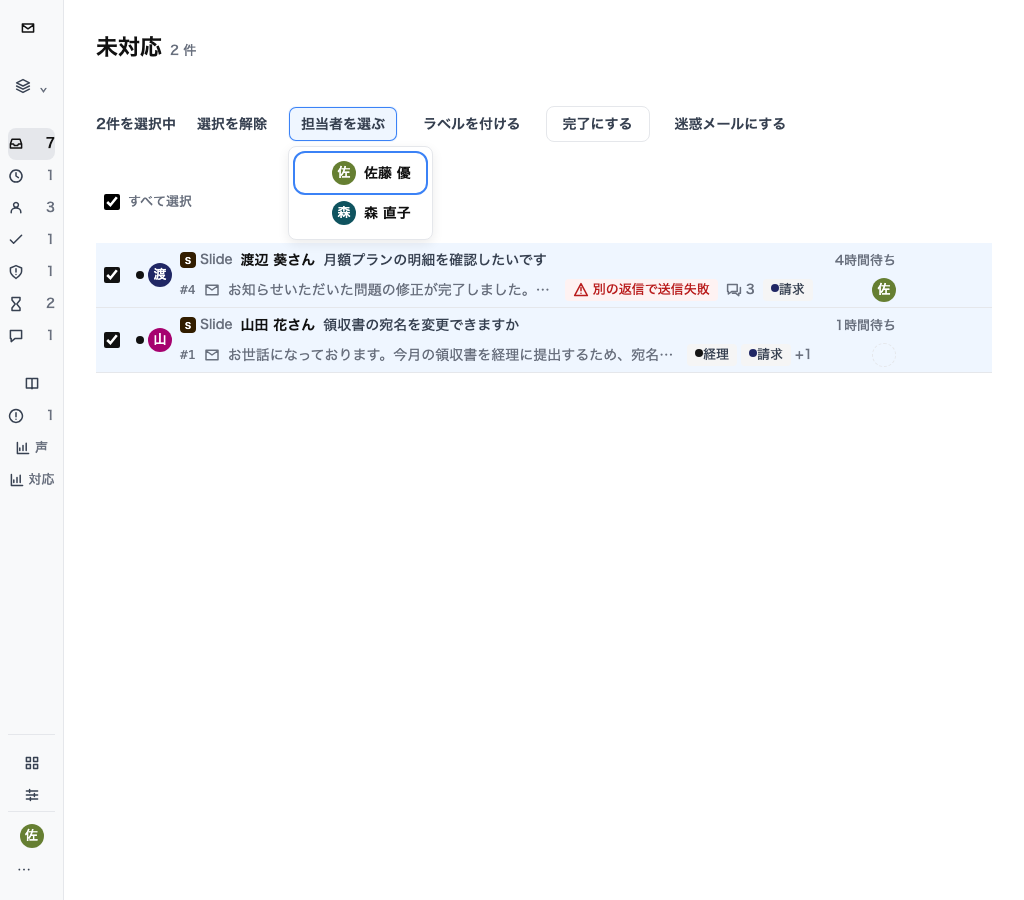 未対応 2 件
2件を選択中 選択を解除 担当者を選ぶ ラベルを付ける 完了にする 迷惑メールにする
佐 佐藤 優
森 森 直子
すべて選択
渡 s Slide 渡辺 葵さん 月額プランの明細を確認したいです 4時間待ち
#4 お知らせいただいた問題の修正が完了しました。… 別の返信で送信失敗 3 請求 佐
山 s Slide 山田 花さん 領収書の宛名を変更できますか 1時間待ち
#1 お世話になっております。今月の領収書を経理に提出するため、宛名… 経理 請求 +1
7
1
3
1
1
2
1
1
声
対応
佐
…